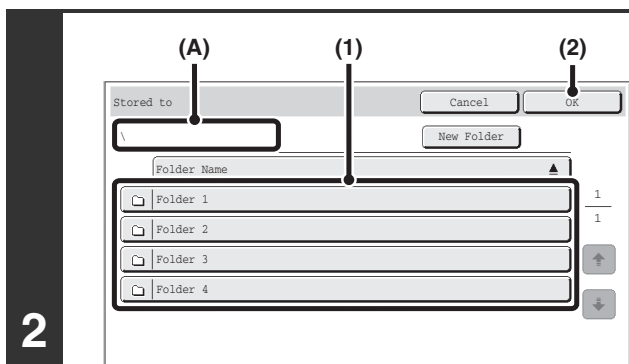 (A) (1) (2)
Stored to Cancel OK
\ New Folder
Folder Name
Folder 1
1
Folder 2
1
Folder 3
Folder 4
2